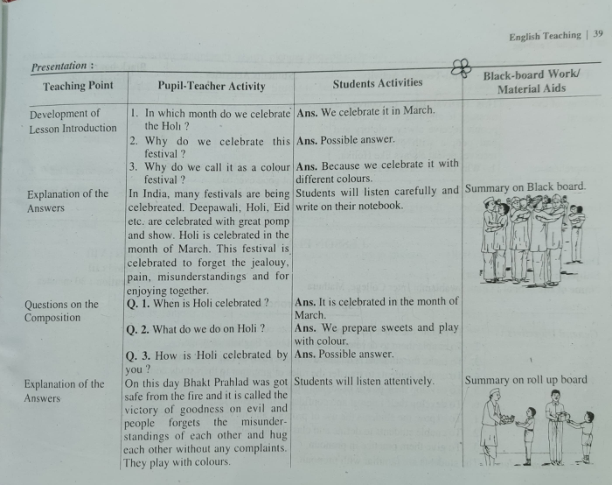 English Teaching | 39
Presentation :
Teaching Point
Pupil-Teacher Activity
Students Activities
Black-board Work/
Material Aids
Development of
Lesson Introduction
1. In which month do we celebrate
the Holi ?
2. Why do we celebrate this
festival ?
3. Why do we call it as a colour
festival ?
Ans. We celebrate it in March.
Ans. Possible answer.
Ans. Because we celebrate it with
different colours.
Explanation of the
Answers
In India, many festivals are being
celebreated. Deepawali, Holi, Eid
etc. are celebrated with great pomp
and show. Holi is celebrated in the
month of March. This festival is
celebrated to forget the jealouy,
pain, misunderstandings and for
enjoying together.
Students will listen carefully and
write on their notebook.
Summary on Black board.
Questions on the
Composition
Q. 1. When is Holi celebrated ?
Q. 2. What do we do on Holi ?
Q. 3. How is Holi celebrated by
you ?
Ans. It is celebrated in the month of
March.
Ans. We prepare sweets and play
with colour.
Ans. Possible answer.
Explanation of the
Answers
On this day Bhakt Prahlad was got
safe from the fire and it is called the
victory of goodness on evil and
people forgets the misunder-
standings of each other and hug
each other without any complaints.
They play with colours.
Students will listen attentively.
Summary on roll up board